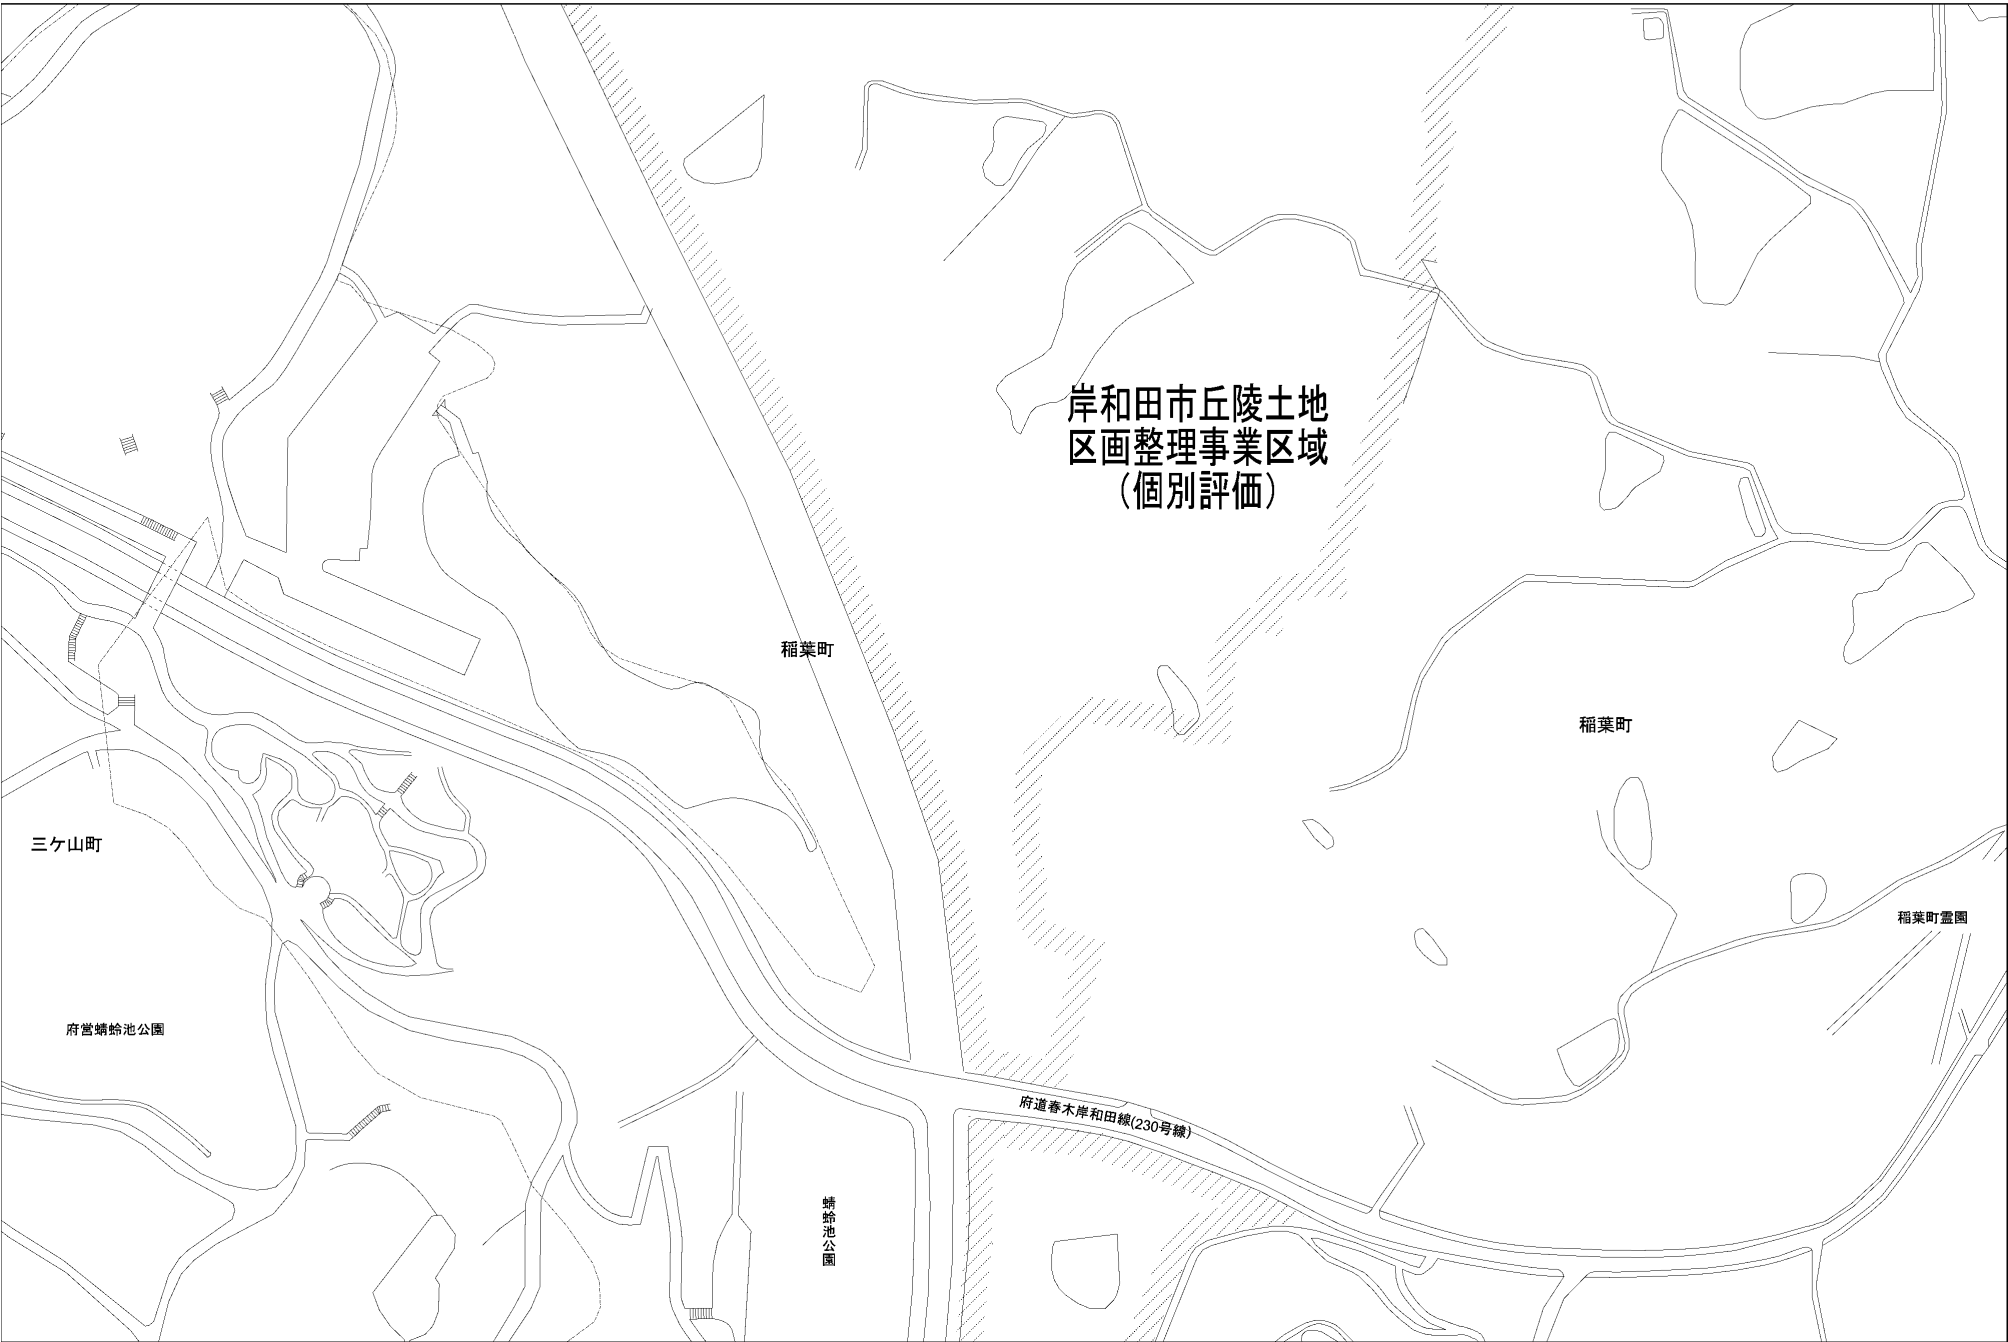 岸和田市丘陵土地
区画整理事業区域
（個別評価）
稲葉町
稲葉町
三ケ山町
稲葉町霊園
府営蜻蛉池公園
府道春木岸和田線(230号線)
蜻蛉池公園